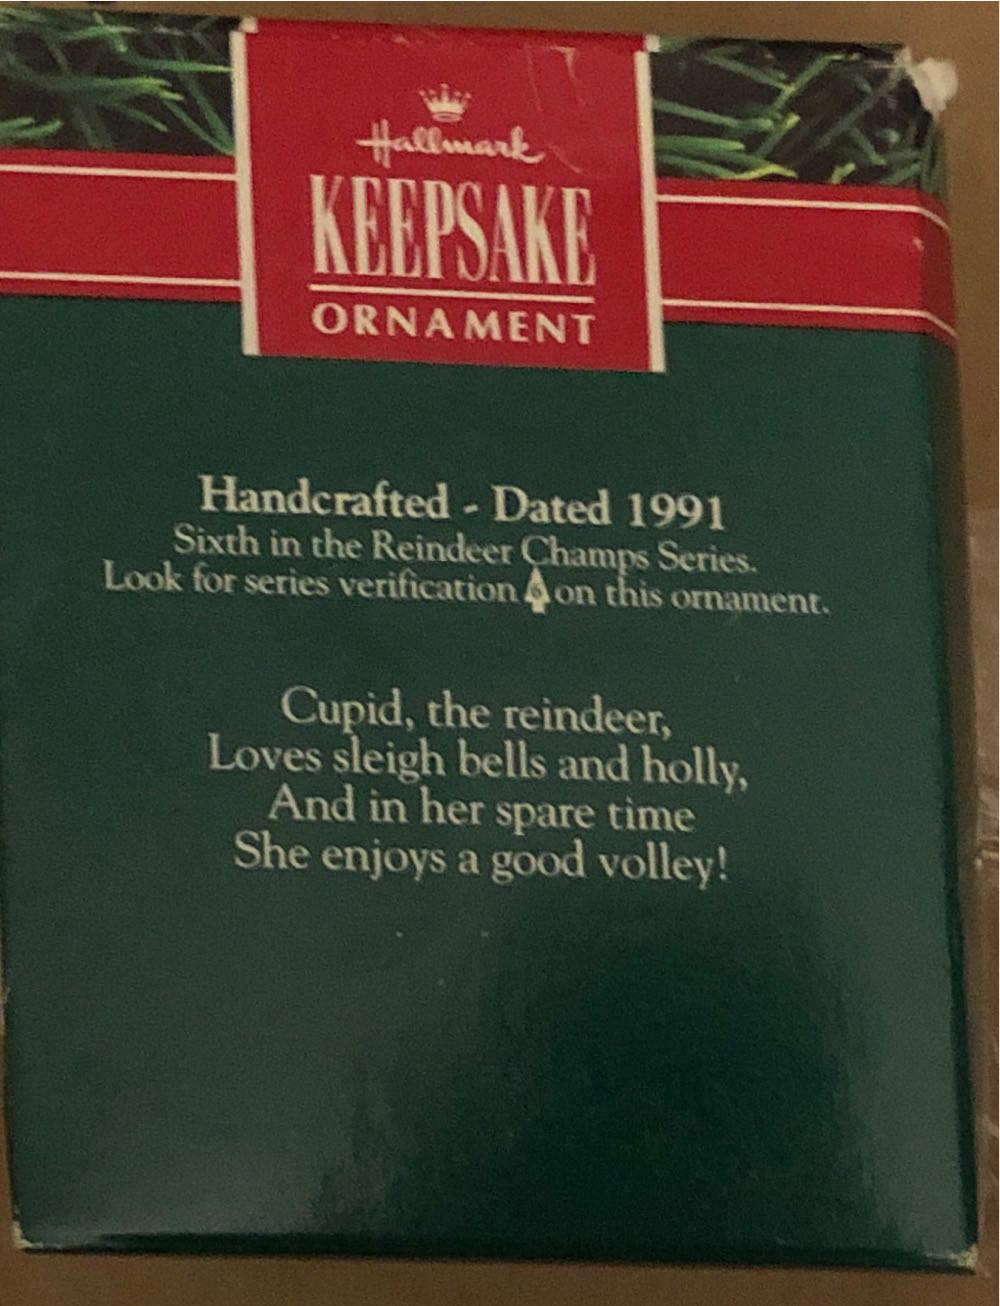 Hallmark
KEEPSAKE
ORNAMENT
Handcrafted - Dated 1991
Sixth in the Reindeer Champs Series.
Look for series verification 6 on this ornament.
Cupid, the reindeer,
Loves sleigh bells and holly,
And in her spare time
She enjoys a good volley!